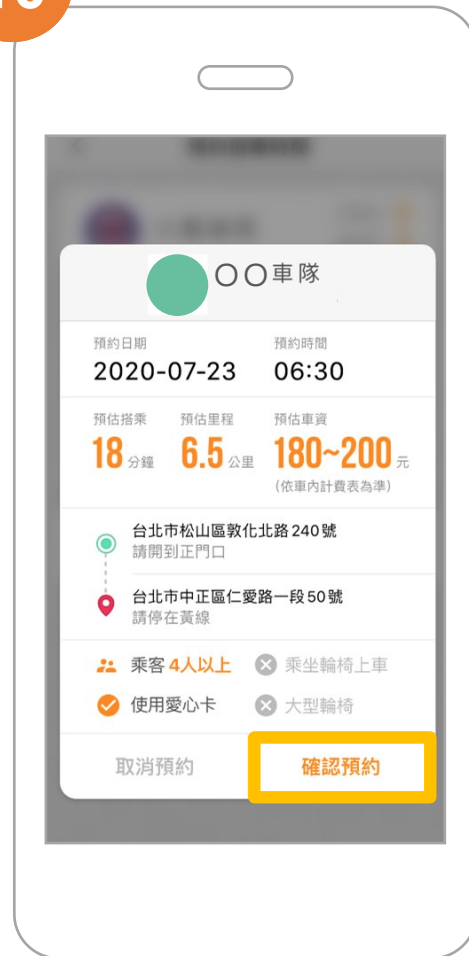 〇〇車隊
預約日期 預約時間
2020-07-23 06:30
預估搭乘 預估里程 預估車資
18 分鐘 6.5 公里 180~200 元
(依車內計費表為準)
台北市松山區敦化北路240號
請開到正門口
台北市中正區仁愛路一段50號
請停在黃線
乘客 4人以上 乘坐輪椅上車
使用愛心卡 大型輪椅
取消預約 確認預約